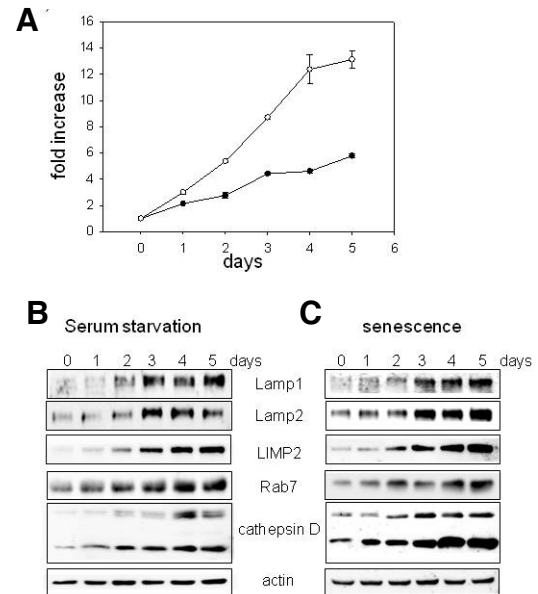 A
16
14
12
10
8
6
4
2
0
fold increase
0 1 2 3 4 5 6
days
B
Serum starvation
0 1 2 3 4 5 days
C
senescence
0 1 2 3 4 5 days
Lamp1
Lamp2
LIMP2
Rab7
cathepsin D
actin